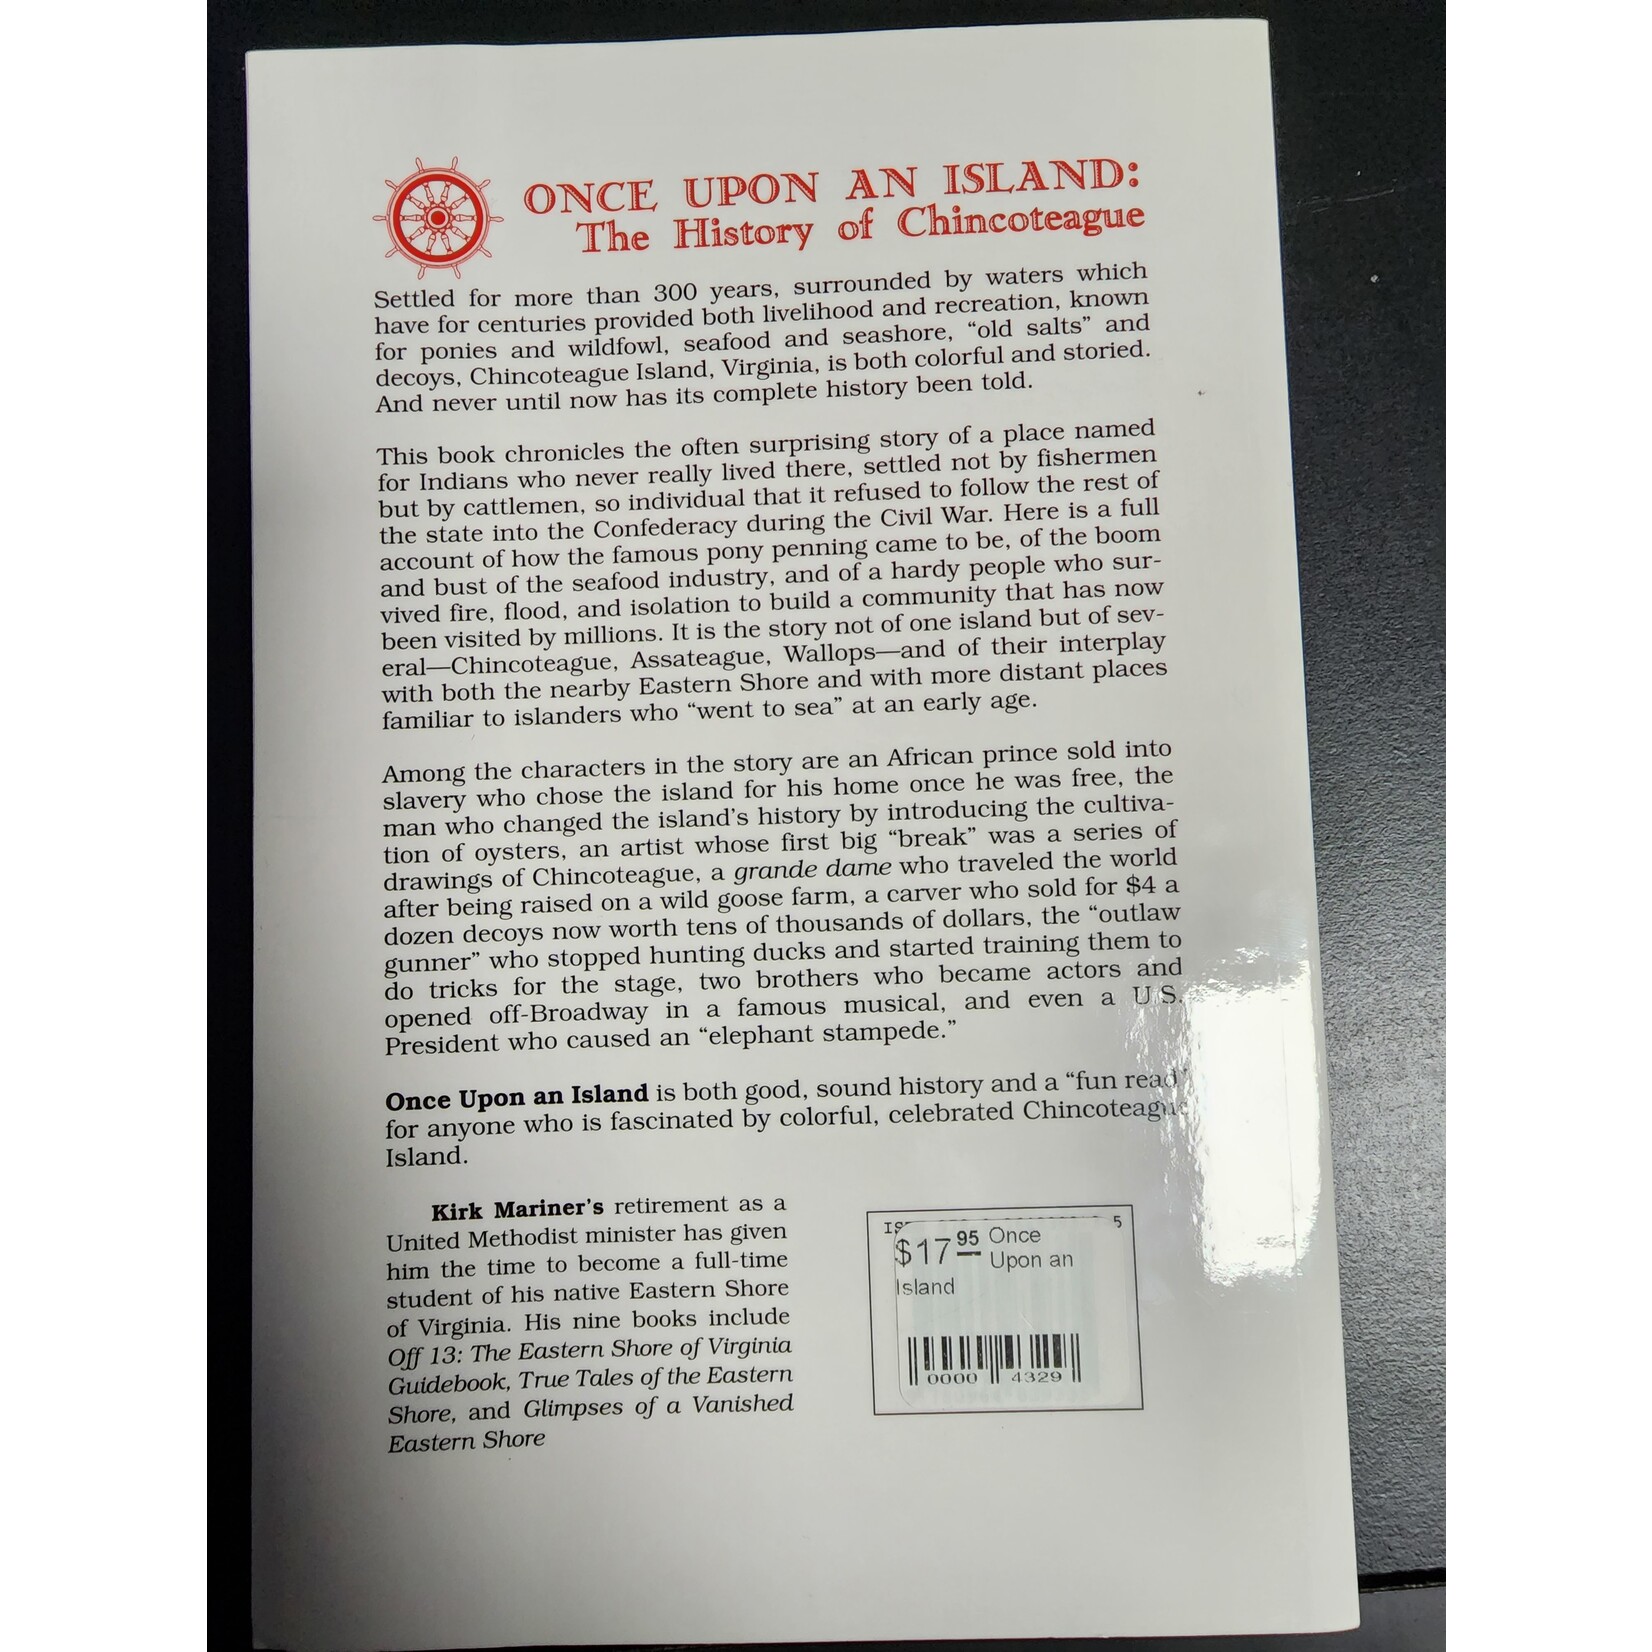 ONCE UPON AN ISLAND:
The History of Chincoteague
Settled for more than 300 years, surrounded by waters which
have for centuries provided both livelihood and recreation, known
for ponies and wildfowl, seafood and seashore, “old salts” and
decoys, Chincoteague Island, Virginia, is both colorful and storied.
And never until now has its complete history been told.
This book chronicles the often surprising story of a place named
for Indians who never really lived there, settled not by fishermen
but by cattlemen, so individual that it refused to follow the rest of
the state into the Confederacy during the Civil War. Here is a full
account of how the famous pony penning came to be, of the boom
and bust of the seafood industry, and of a hardy people who sur-
vived fire, flood, and isolation to build a community that has now
been visited by millions. It is the story not of one island but of sev-
eral—Chincoteague, Assateague, Wallops—and of their interplay
with both the nearby Eastern Shore and with more distant places
familiar to islanders who “went to sea” at an early age.
Among the characters in the story are an African prince sold into
slavery who chose the island for his home once he was free, the
man who changed the island’s history by introducing the cultiva-
tion of oysters, an artist whose first big “break” was a series of
drawings of Chincoteague, a grande dame who traveled the world
after being raised on a wild goose farm, a carver who sold for $4 a
dozen decoys now worth tens of thousands of dollars, the “outlaw
gunner” who stopped hunting ducks and started training them to
do tricks for the stage, two brothers who became actors and
opened off-Broadway in a famous musical, and even a U.S.
President who caused an “elephant stampede.”
Once Upon an Island is both good, sound history and a “fun read”
for anyone who is fascinated by colorful, celebrated Chincoteague
Island.
Kirk Mariner’s retirement as a
United Methodist minister has given
him the time to become a full-time
student of his native Eastern Shore
of Virginia. His nine books include
Off 13: The Eastern Shore of Virginia
Guidebook, True Tales of the Eastern
Shore, and Glimpses of a Vanished
Eastern Shore
5
$17 95 Once
Upon an
Island
0000 4329